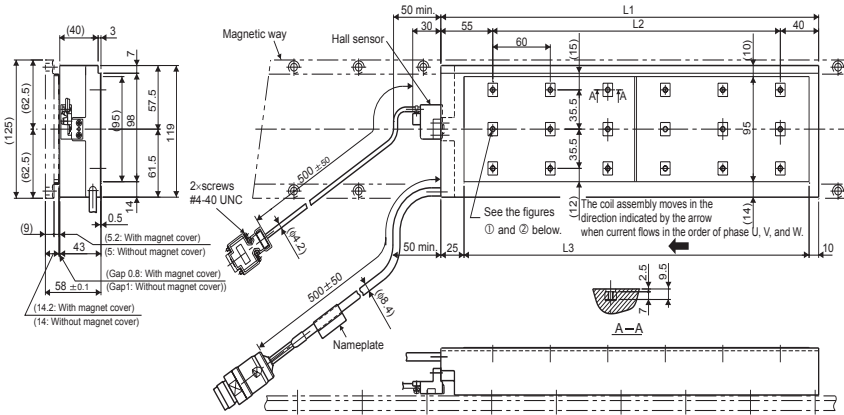 50 min.
L1
(40)
3
30
55
L2
40
Magnetic way
Hall sensor
60
7
(15)
(10)
A
A
(125)
(62.5)
(62.5)
(95)
98
57.5
61.5
119
35.5
35.5
95
500 ±50
2×screws
#4-40 UNC
14
0.5
(9)
(5.2: With magnet cover)
(5: Without magnet cover)
43
(Gap 0.8: With magnet cover)
(Gap1: Without magnet cover))
58 ±0.1
(14.2: With magnet cover)
(14: Without magnet cover)
(φ4.2)
See the figures
① and ② below.
(12)
The coil assembly moves in the
direction indicated by the arrow
when current flows in the order of phase U, V, and W.
(14)
50 min.
25
L3
10
500 ±50
(φ8.4)
Nameplate
2.5
9.5
7
A–A